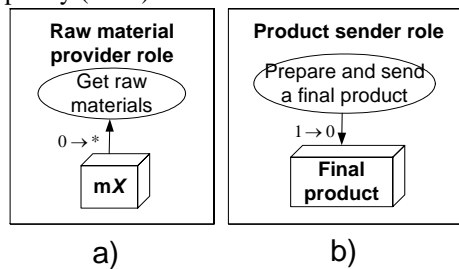 Raw material
provider role
Get raw
materials
0 → *
mX
a)
Product sender role
Prepare and send
a final product
1 → 0
Final
product
b)